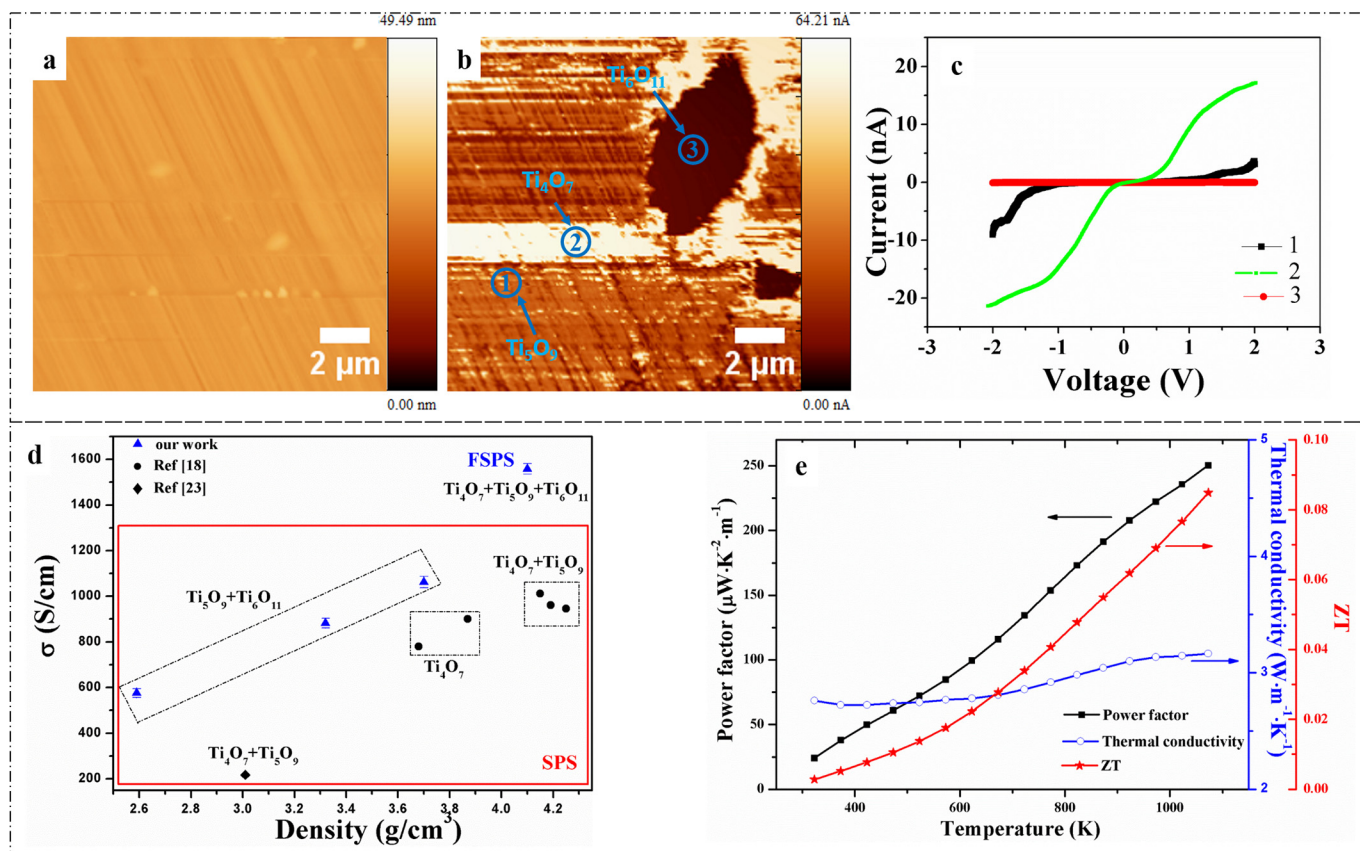 49.49 nm
a
2 μm
0.00 nm
64.21 nA
b
Ti₆O₁₁
3
Ti₄O₇
2
1
Ti₅O₉
2 μm
0.00 nA
c
20
10
0
-10
-20
-3 -2 -1 0 1 2 3
Current (nA)
Voltage (V)
1
2
3
d
our work
Ref [18]
Ref [23]
FSPS
Ti₄O₇+Ti₅O₉+Ti₆O₁₁
Ti₄O₇+Ti₅O₉
Ti₅O₉+Ti₆O₁₁
Ti₄O₇
Ti₄O₇+Ti₅O₉
SPS
1600
1400
1200
1000
800
600
400
200
2.6 2.8 3.0 3.2 3.4 3.6 3.8 4.0 4.2
σ (S/cm)
Density (g/cm³)
e
250
225
200
175
150
125
100
75
50
25
0
400 600 800 1000
Power factor (μW·K⁻²·m⁻¹)
Temperature (K)
Power factor
Thermal conductivity
ZT
5
4
3
2
Thermal conductivity (W·m⁻¹·K⁻¹)
0.10
0.08
0.06
0.04
0.02
0.00
ZT